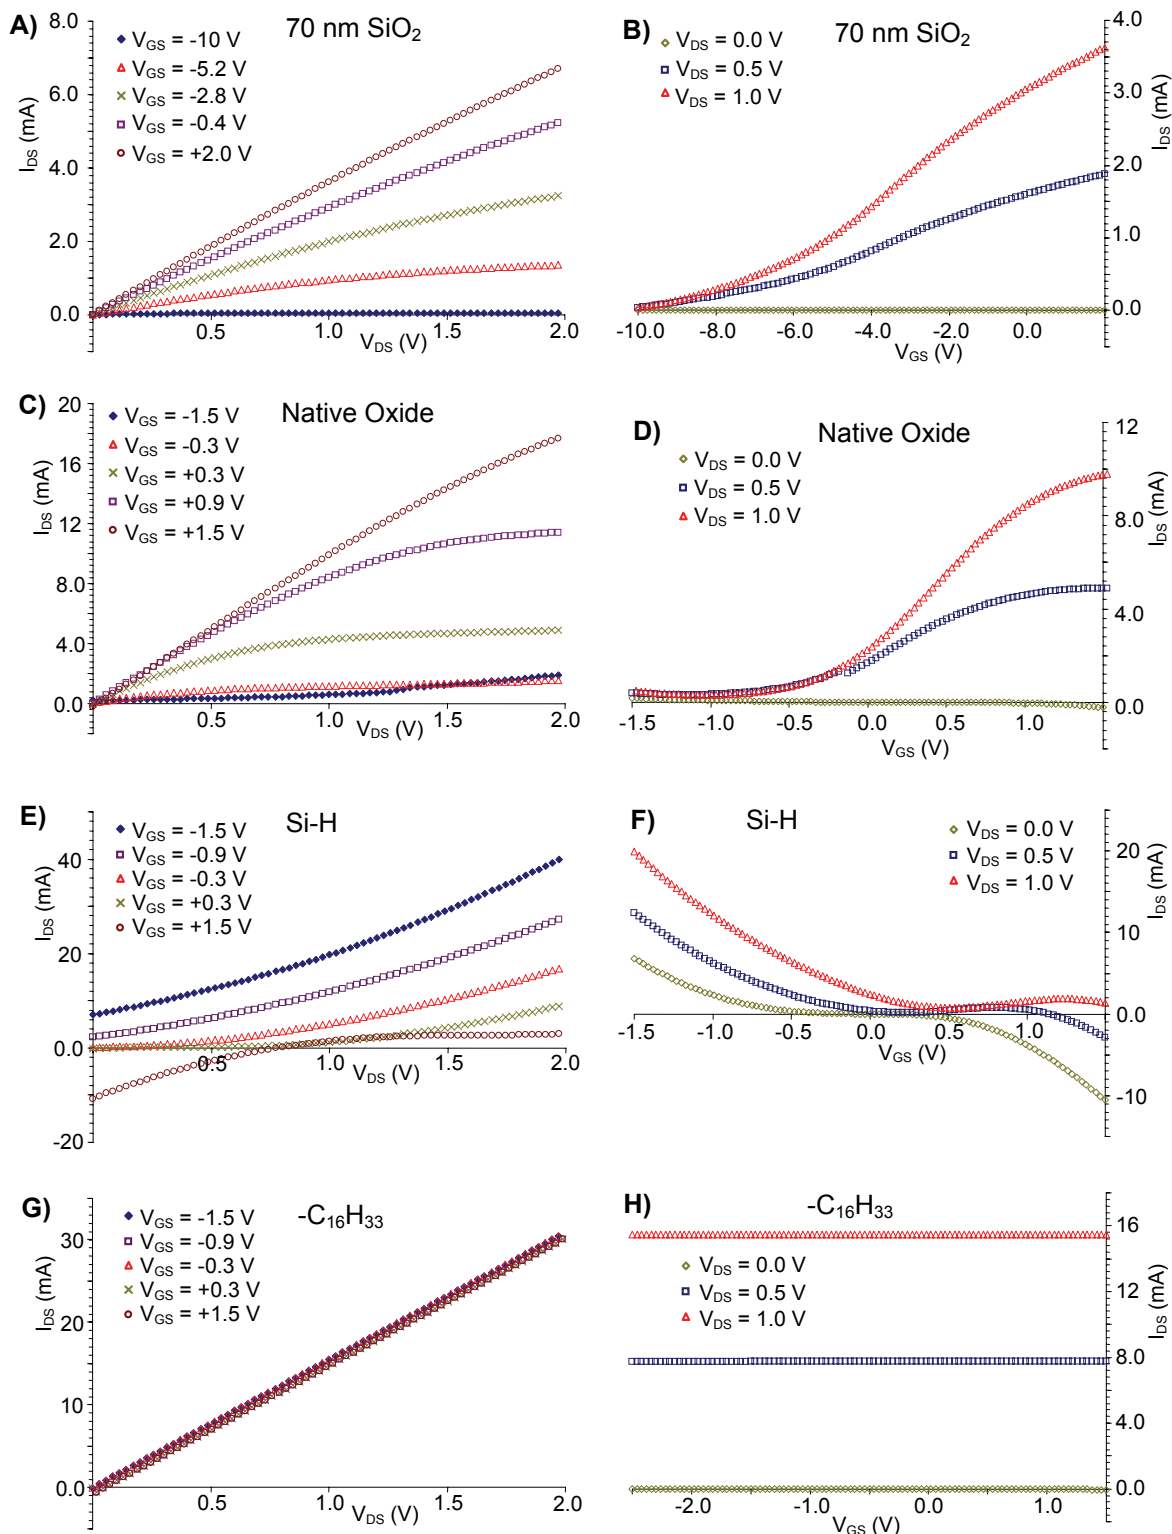 A)
70 nm SiO₂
V_GS = -10 V
V_GS = -5.2 V
V_GS = -2.8 V
V_GS = -0.4 V
V_GS = +2.0 V
I_DS (mA)
8.0
6.0
4.0
2.0
0.0
0.5
1.0
1.5
2.0
V_DS (V)
B)
70 nm SiO₂
V_DS = 0.0 V
V_DS = 0.5 V
V_DS = 1.0 V
4.0
3.0
2.0
1.0
0.0
I_DS (mA)
-10.0
-8.0
-6.0
-4.0
-2.0
0.0
V_GS (V)
C)
Native Oxide
V_GS = -1.5 V
V_GS = -0.3 V
V_GS = +0.3 V
V_GS = +0.9 V
V_GS = +1.5 V
I_DS (mA)
20
16
12
8.0
4.0
0.0
0.5
1.0
1.5
2.0
V_DS (V)
D)
Native Oxide
V_DS = 0.0 V
V_DS = 0.5 V
V_DS = 1.0 V
12
8.0
4.0
0.0
I_DS (mA)
-1.5
-1.0
-0.5
0.0
0.5
1.0
V_GS (V)
E)
Si-H
V_GS = -1.5 V
V_GS = -0.9 V
V_GS = -0.3 V
V_GS = +0.3 V
V_GS = +1.5 V
I_DS (mA)
40
20
0.0
-20
0.5
1.0
1.5
2.0
V_DS (V)
F)
Si-H
V_DS = 0.0 V
V_DS = 0.5 V
V_DS = 1.0 V
20
10
0
-10
I_DS (mA)
-1.5
-1.0
-0.5
0.0
0.5
1.0
V_GS (V)
G)
-C₁₆H₃₃
V_GS = -1.5 V
V_GS = -0.9 V
V_GS = -0.3 V
V_GS = +0.3 V
V_GS = +1.5 V
I_DS (mA)
30
20
10
0.0
0.5
1.0
1.5
2.0
V_DS (V)
H)
-C₁₆H₃₃
V_DS = 0.0 V
V_DS = 0.5 V
V_DS = 1.0 V
16
12
8.0
4.0
0
I_DS (mA)
-2.0
-1.0
0.0
1.0
V_GS (V)